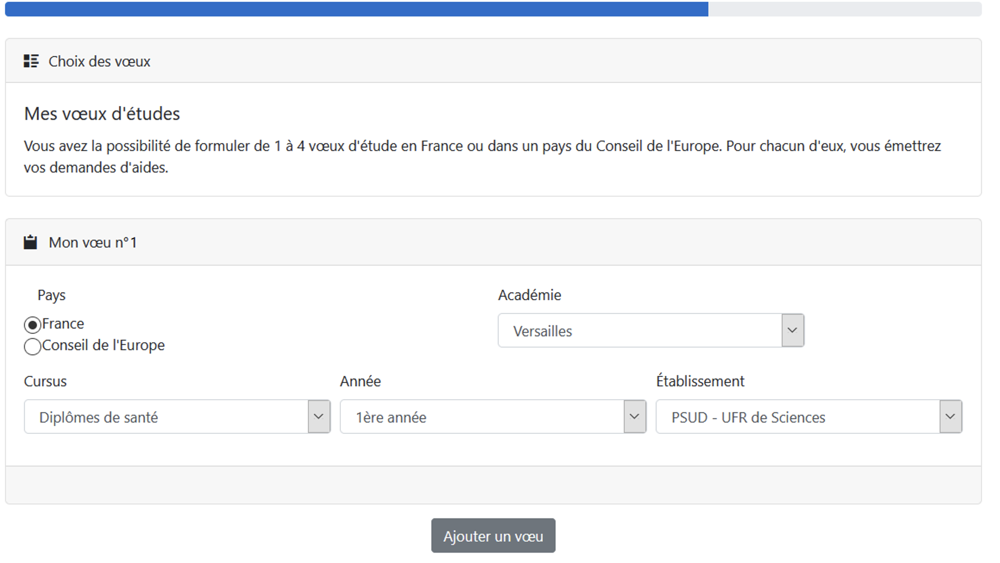 Choix des vœux
Mes vœux d'études
Vous avez la possibilité de formuler de 1 à 4 vœux d'étude en France ou dans un pays du Conseil de l'Europe. Pour chacun d'eux, vous émettrez
vos demandes d'aides.
Mon vœu n°1
Pays
Académie
France
Versailles
Conseil de l'Europe
Cursus
Année
Établissement
Diplômes de santé
1ère année
PSUD - UFR de Sciences
Ajouter un vœu